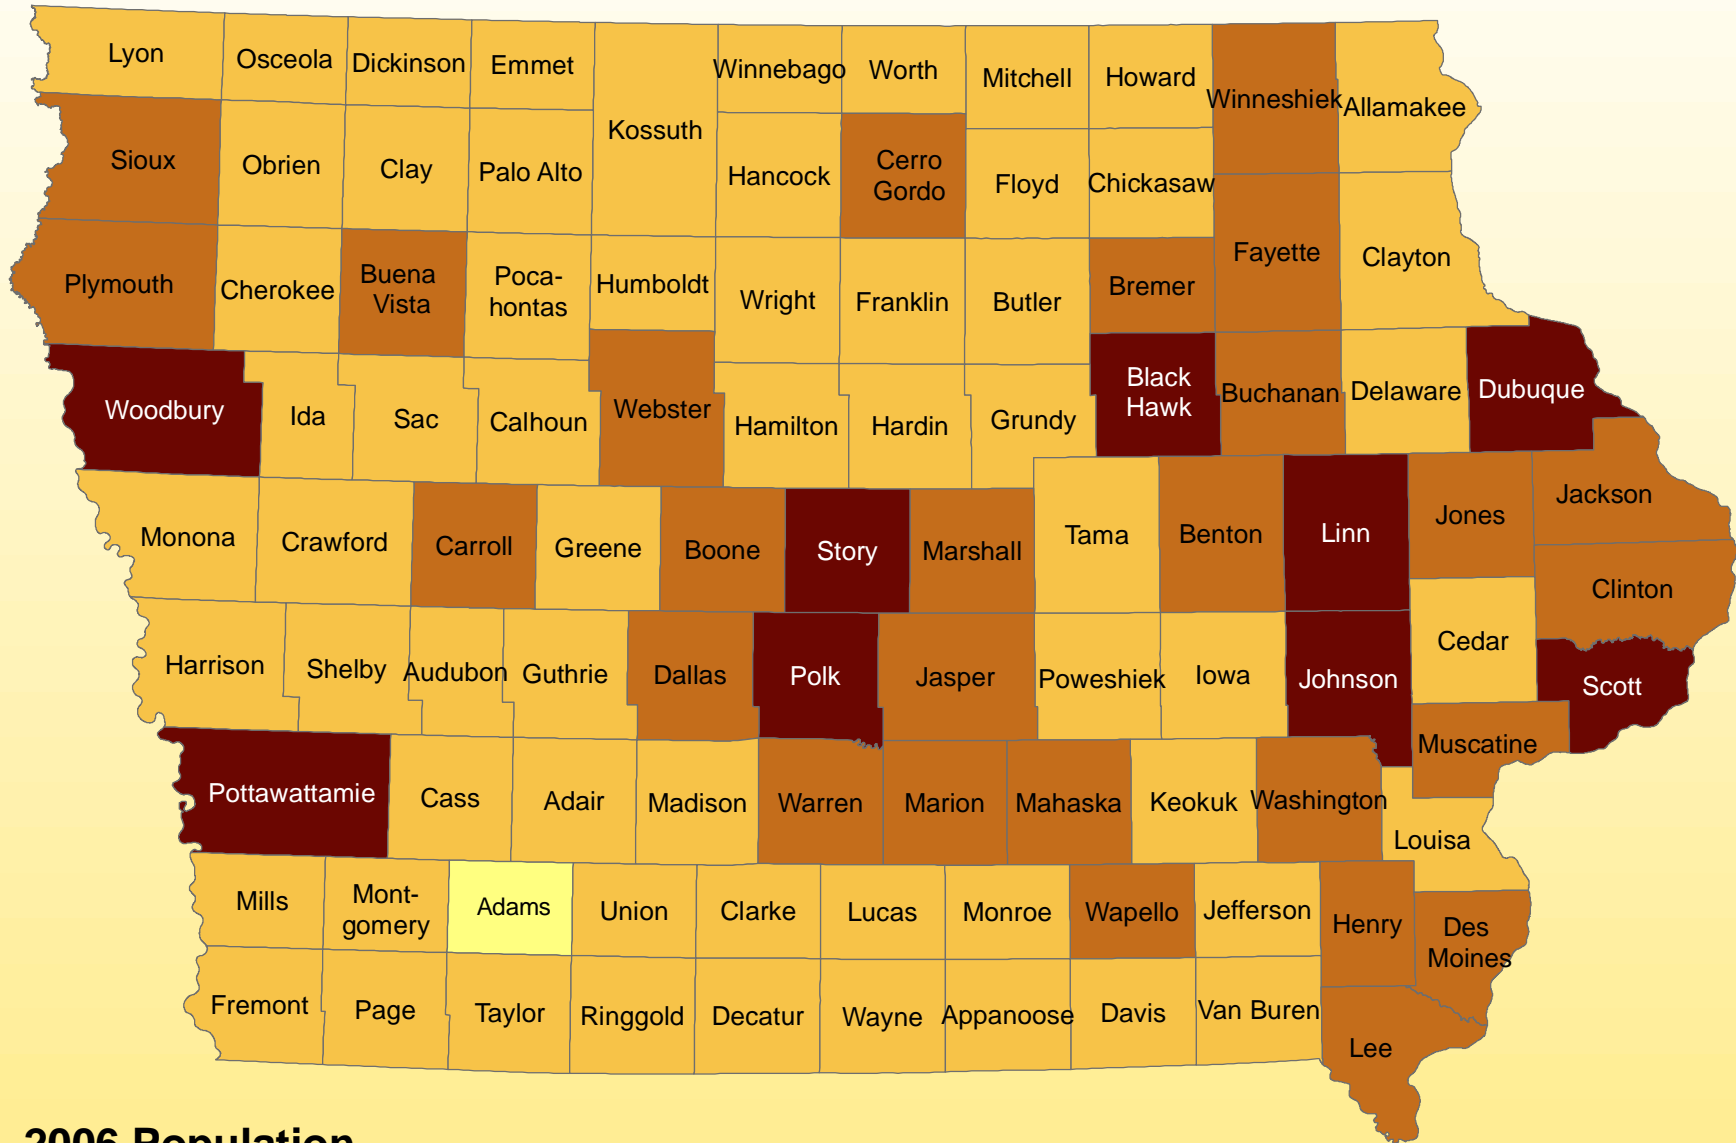 Lyon
Osceola
Dickinson
Emmet
Winnebago
Worth
Mitchell
Howard
Winneshiek
Allamakee
Kossuth
Sioux
Obrien
Clay
Palo Alto
Hancock
Cerro
Gordo
Floyd
Chickasaw
Plymouth
Cherokee
Buena
Vista
Poca-
hontas
Humboldt
Wright
Franklin
Butler
Bremer
Fayette
Clayton
Woodbury
Ida
Sac
Calhoun
Webster
Hamilton
Hardin
Grundy
Black
Hawk
Buchanan
Delaware
Dubuque
Monona
Crawford
Carroll
Greene
Boone
Story
Marshall
Tama
Benton
Linn
Jones
Jackson
Clinton
Harrison
Shelby
Audubon
Guthrie
Dallas
Polk
Jasper
Poweshiek
Iowa
Johnson
Cedar
Scott
Muscatine
Pottawattamie
Cass
Adair
Madison
Warren
Marion
Mahaska
Keokuk
Washington
Louisa
Mills
Mont-
gomery
Adams
Union
Clarke
Lucas
Monroe
Wapello
Jefferson
Henry
Des
Moines
Fremont
Page
Taylor
Ringgold
Decatur
Wayne
Appanoose
Davis
Van Buren
Lee
2006 Population